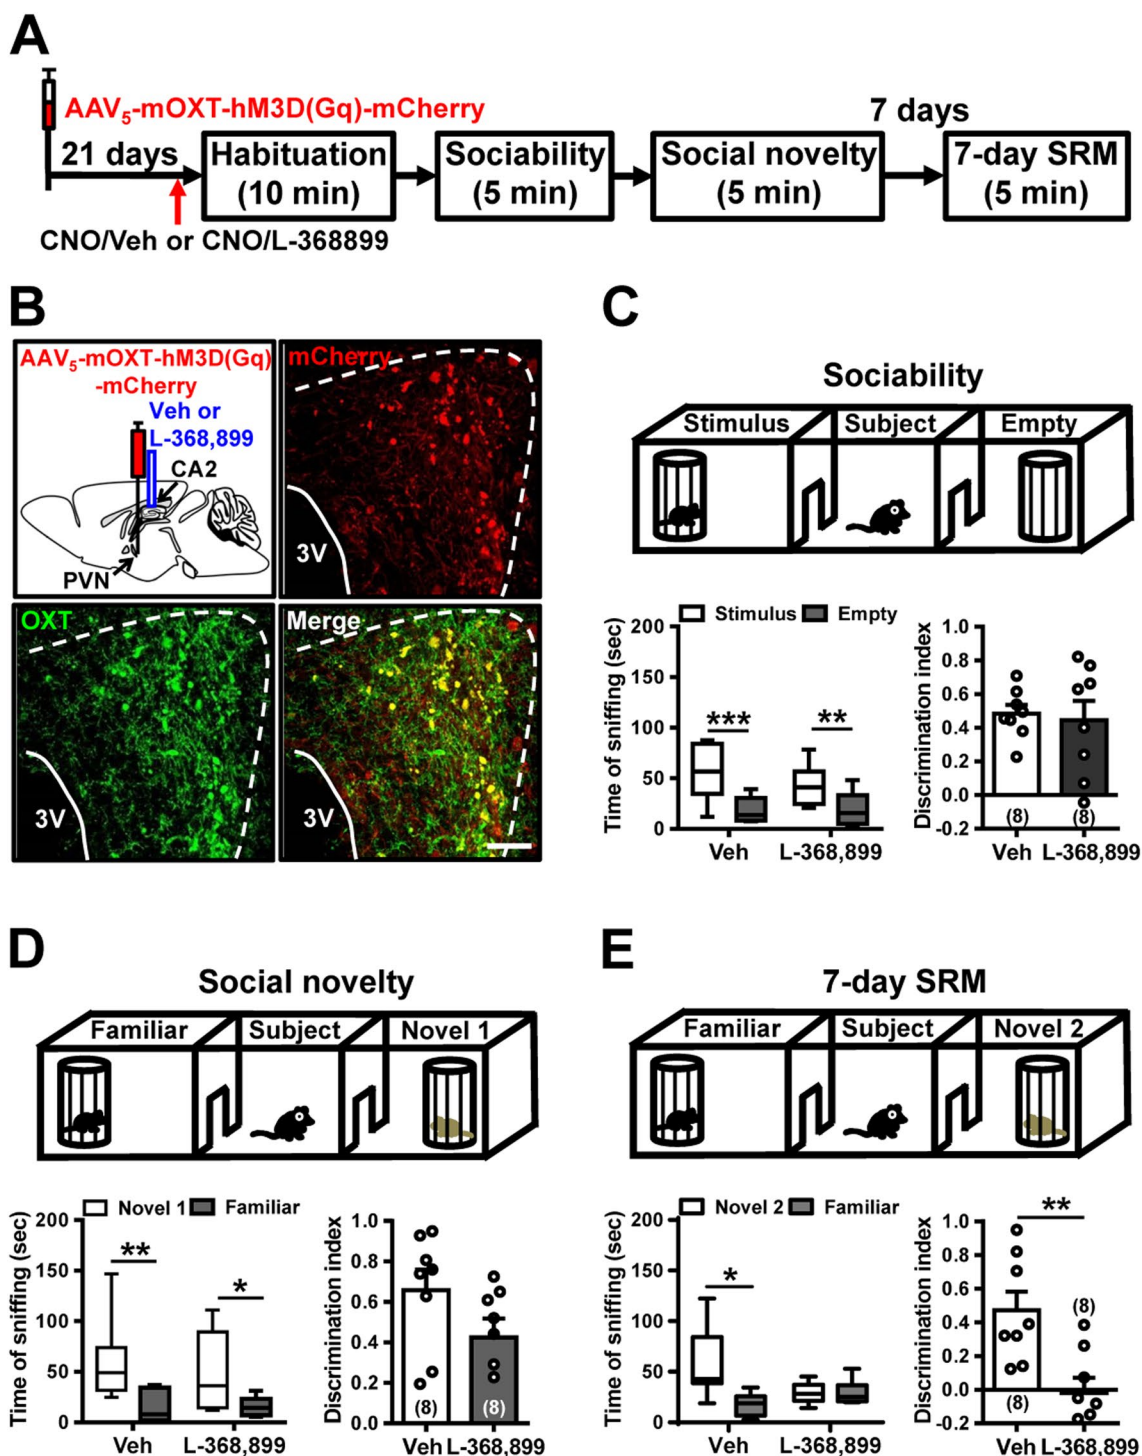 A
AAV5-mOXT-hM3D(Gq)-mCherry
7 days
21 days
Habituation
(10 min)
Sociability
(5 min)
Social novelty
(5 min)
7-day SRM
(5 min)
CNO/Veh or CNO/L-368899
B
AAV5-mOXT-hM3D(Gq)
-mCherry
Veh or
L-368,899
CA2
PVN
mCherry
3V
OXT
3V
Merge
3V
C
Sociability
Stimulus
Subject
Empty
Stimulus
Empty
Time of sniffing (sec)
200
150
100
50
0
***
**
Veh
L-368,899
Discrimination index
1.0
0.8
0.6
0.4
0.2
0.0
-0.2
(8)
(8)
Veh
L-368,899
D
Social novelty
Familiar
Subject
Novel 1
Novel 1
Familiar
Time of sniffing (sec)
200
150
100
50
0
**
*
Veh
L-368,899
Discrimination index
1.0
0.8
0.6
0.4
0.2
0.0
(8)
(8)
Veh
L-368,899
E
7-day SRM
Familiar
Subject
Novel 2
Novel 2
Familiar
Time of sniffing (sec)
200
150
100
50
0
*
Veh
L-368,899
Discrimination index
1.0
0.8
0.6
0.4
0.2
0.0
-0.2
**
(8)
(8)
Veh
L-368,899